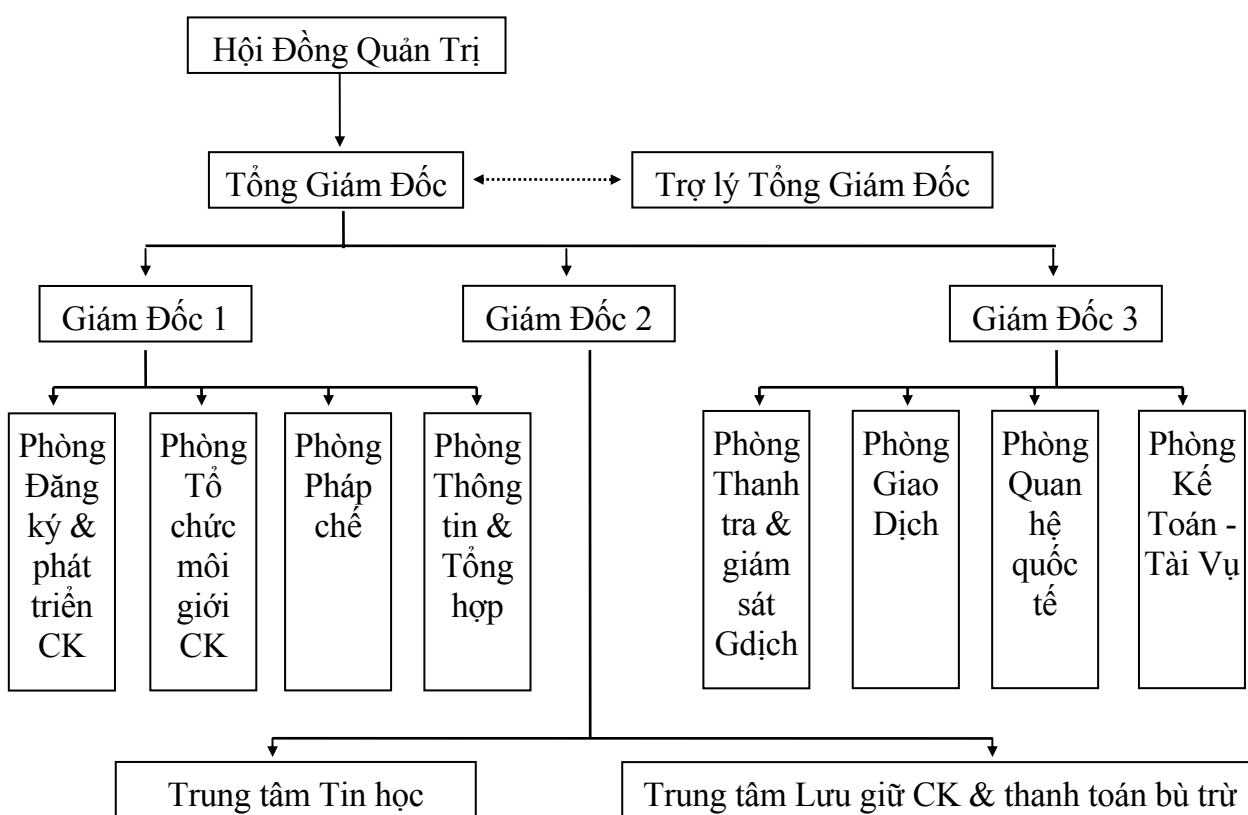 Hội Đồng Quản Trị
Tổng Giám Đốc
Trợ lý Tổng Giám Đốc
Giám Đốc 1
Giám Đốc 2
Giám Đốc 3
Phòng
Đăng
ký &
phát
triển
CK
Phòng
Tổ
chức
môi
giới
CK
Phòng
Pháp
chế
Phòng
Thông
tin &
Tổng
hợp
Phòng
Thanh
tra &
giám
sát
Gdịch
Phòng
Giao
Dịch
Phòng
Quan
hệ
quốc
tế
Phòng
Kế
Toán -
Tài Vụ
Trung tâm Tin học
Trung tâm Lưu giữ CK & thanh toán bù trừ